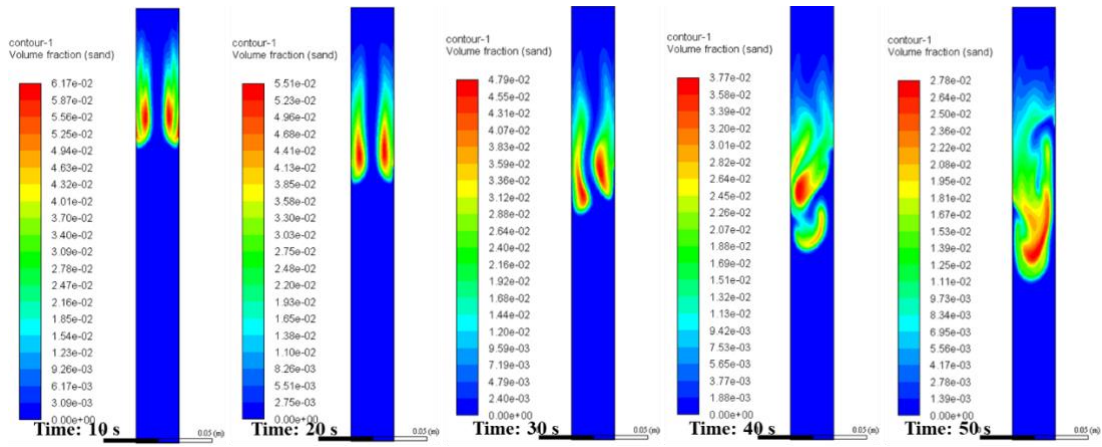 contour-1
Volume fraction (sand)
6.17e-02
5.87e-02
5.56e-02
5.25e-02
4.94e-02
4.63e-02
4.32e-02
4.01e-02
3.70e-02
3.40e-02
3.09e-02
2.78e-02
2.47e-02
2.16e-02
1.85e-02
1.54e-02
1.23e-02
9.26e-03
6.17e-03
3.09e-03
0.00e+00
Time: 10 s
0.05 (m)
contour-1
Volume fraction (sand)
5.51e-02
5.23e-02
4.96e-02
4.68e-02
4.41e-02
4.13e-02
3.85e-02
3.58e-02
3.30e-02
3.03e-02
2.75e-02
2.48e-02
2.20e-02
1.93e-02
1.65e-02
1.38e-02
1.10e-02
8.26e-03
5.51e-03
2.75e-03
0.00e+00
Time: 20 s
0.05 (m)
contour-1
Volume fraction (sand)
4.79e-02
4.55e-02
4.31e-02
4.07e-02
3.83e-02
3.59e-02
3.36e-02
3.12e-02
2.88e-02
2.64e-02
2.40e-02
2.16e-02
1.92e-02
1.68e-02
1.44e-02
1.20e-02
9.59e-03
7.19e-03
4.79e-03
2.40e-03
0.00e+00
Time: 30 s
0.05 (m)
contour-1
Volume fraction (sand)
3.77e-02
3.58e-02
3.39e-02
3.20e-02
3.01e-02
2.82e-02
2.64e-02
2.45e-02
2.26e-02
2.07e-02
1.88e-02
1.69e-02
1.51e-02
1.32e-02
1.13e-02
9.42e-03
7.53e-03
5.65e-03
3.77e-03
1.88e-03
0.00e+00
Time: 40 s
0.05 (m)
contour-1
Volume fraction (sand)
2.78e-02
2.64e-02
2.50e-02
2.36e-02
2.22e-02
2.08e-02
1.95e-02
1.81e-02
1.67e-02
1.53e-02
1.39e-02
1.25e-02
1.11e-02
9.73e-03
8.34e-03
6.95e-03
5.56e-03
4.17e-03
2.78e-03
1.39e-03
0.00e+00
Time: 50 s
0.05 (m)